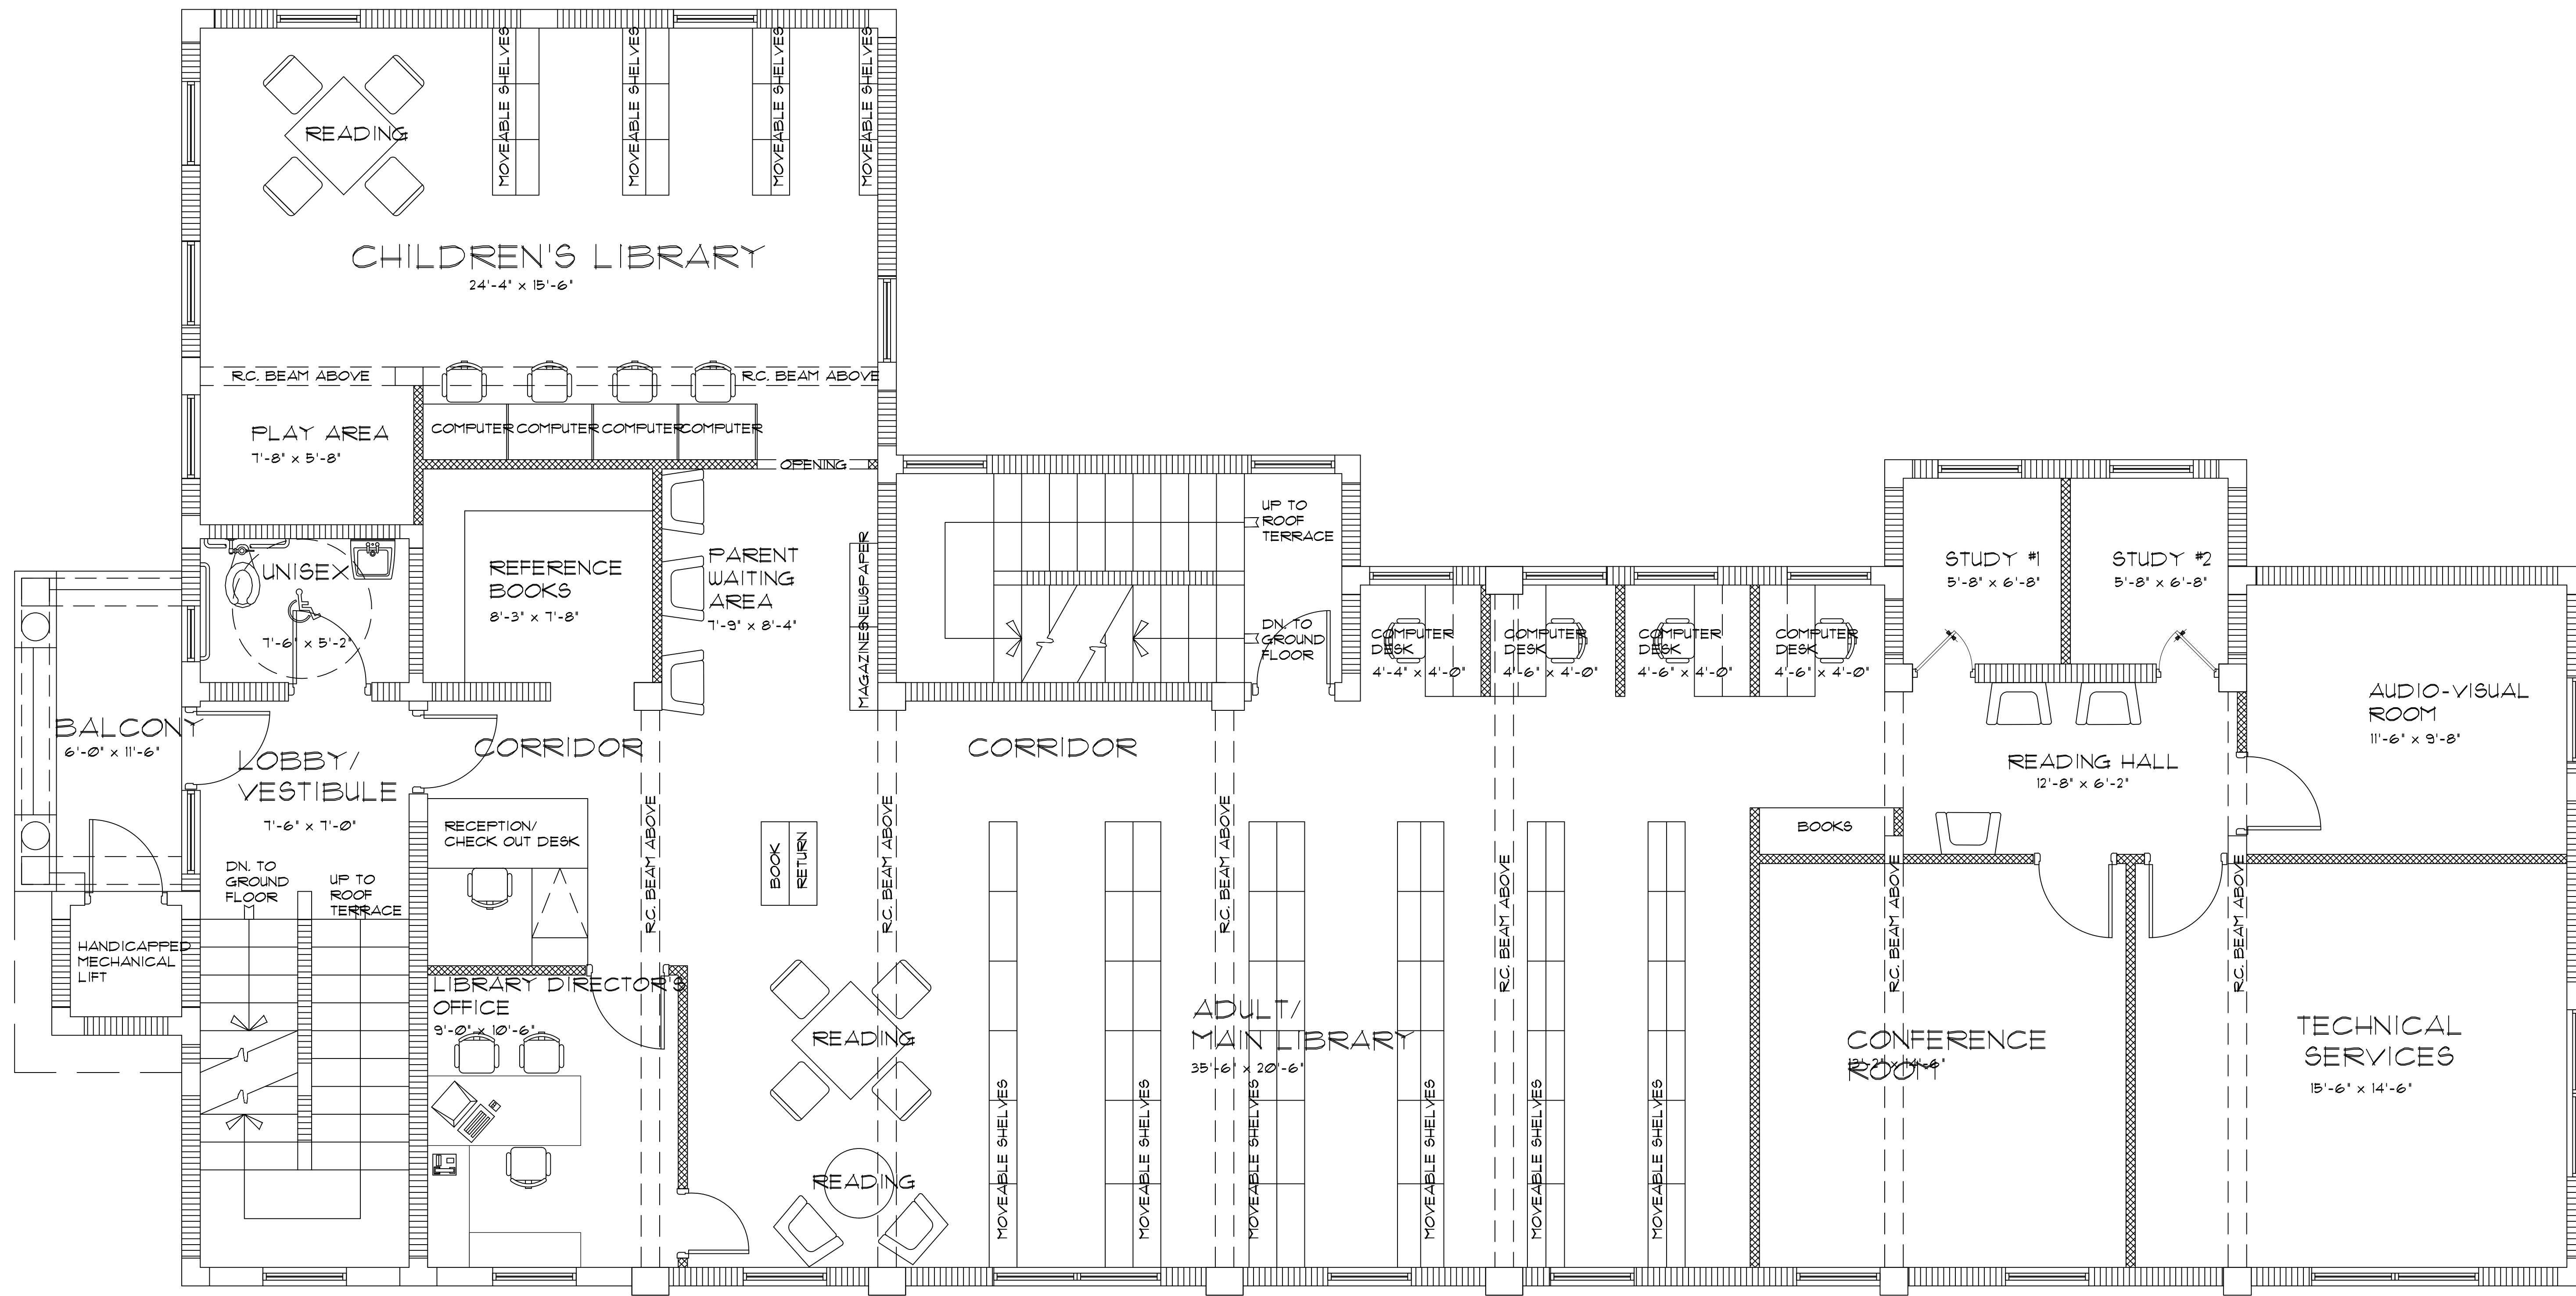 MOVEABLE SHELVES
MOVEABLE SHELVES
MOVEABLE SHELVES
MOVEABLE SHELVES
READING
CHILDREN'S LIBRARY
24'-4" x 15'-6"
R.C. BEAM ABOVE
R.C. BEAM ABOVE
PLAY AREA
7'-8" x 5'-8"
COMPUTER
COMPUTER
COMPUTER
COMPUTER
OPENING
UNISEX
7'-6" x 5'-2"
REFERENCE
BOOKS
8'-3" x 7'-8"
PARENT
WAITING
AREA
7'-9" x 8'-4"
MAGAZINES
NEWSPAPER
UP TO
ROOF
TERRACE
DN. TO
GROUND
FLOOR
COMPUTER
DESK
4'-4" x 4'-0"
COMPUTER
DESK
4'-6" x 4'-0"
COMPUTER
DESK
4'-6" x 4'-0"
COMPUTER
DESK
4'-6" x 4'-0"
STUDY #1
5'-8" x 6'-8"
STUDY #2
5'-8" x 6'-8"
AUDIO-VISUAL
ROOM
11'-6" x 9'-8"
BALCONY
6'-0" x 11'-6"
LOBBY/
VESTIBULE
7'-6" x 7'-0"
CORRIDOR
CORRIDOR
READING HALL
12'-8" x 6'-2"
RECEPTION/
CHECK OUT DESK
R.C. BEAM ABOVE
BOOK
RETURN
R.C. BEAM ABOVE
R.C. BEAM ABOVE
R.C. BEAM ABOVE
BOOKS
R.C. BEAM ABOVE
R.C. BEAM ABOVE
DN. TO
GROUND
FLOOR
UP TO
ROOF
TERRACE
HANDICAPPED
MECHANICAL
LIFT
LIBRARY DIRECTOR'S
OFFICE
9'-0" x 10'-6"
READING
READING
ADULT/
MAIN LIBRARY
35'-6" x 20'-6"
MOVEABLE SHELVES
MOVEABLE SHELVES
MOVEABLE SHELVES
MOVEABLE SHELVES
MOVEABLE SHELVES
MOVEABLE SHELVES
CONFERENCE
ROOM
TECHNICAL
SERVICES
15'-6" x 14'-6"